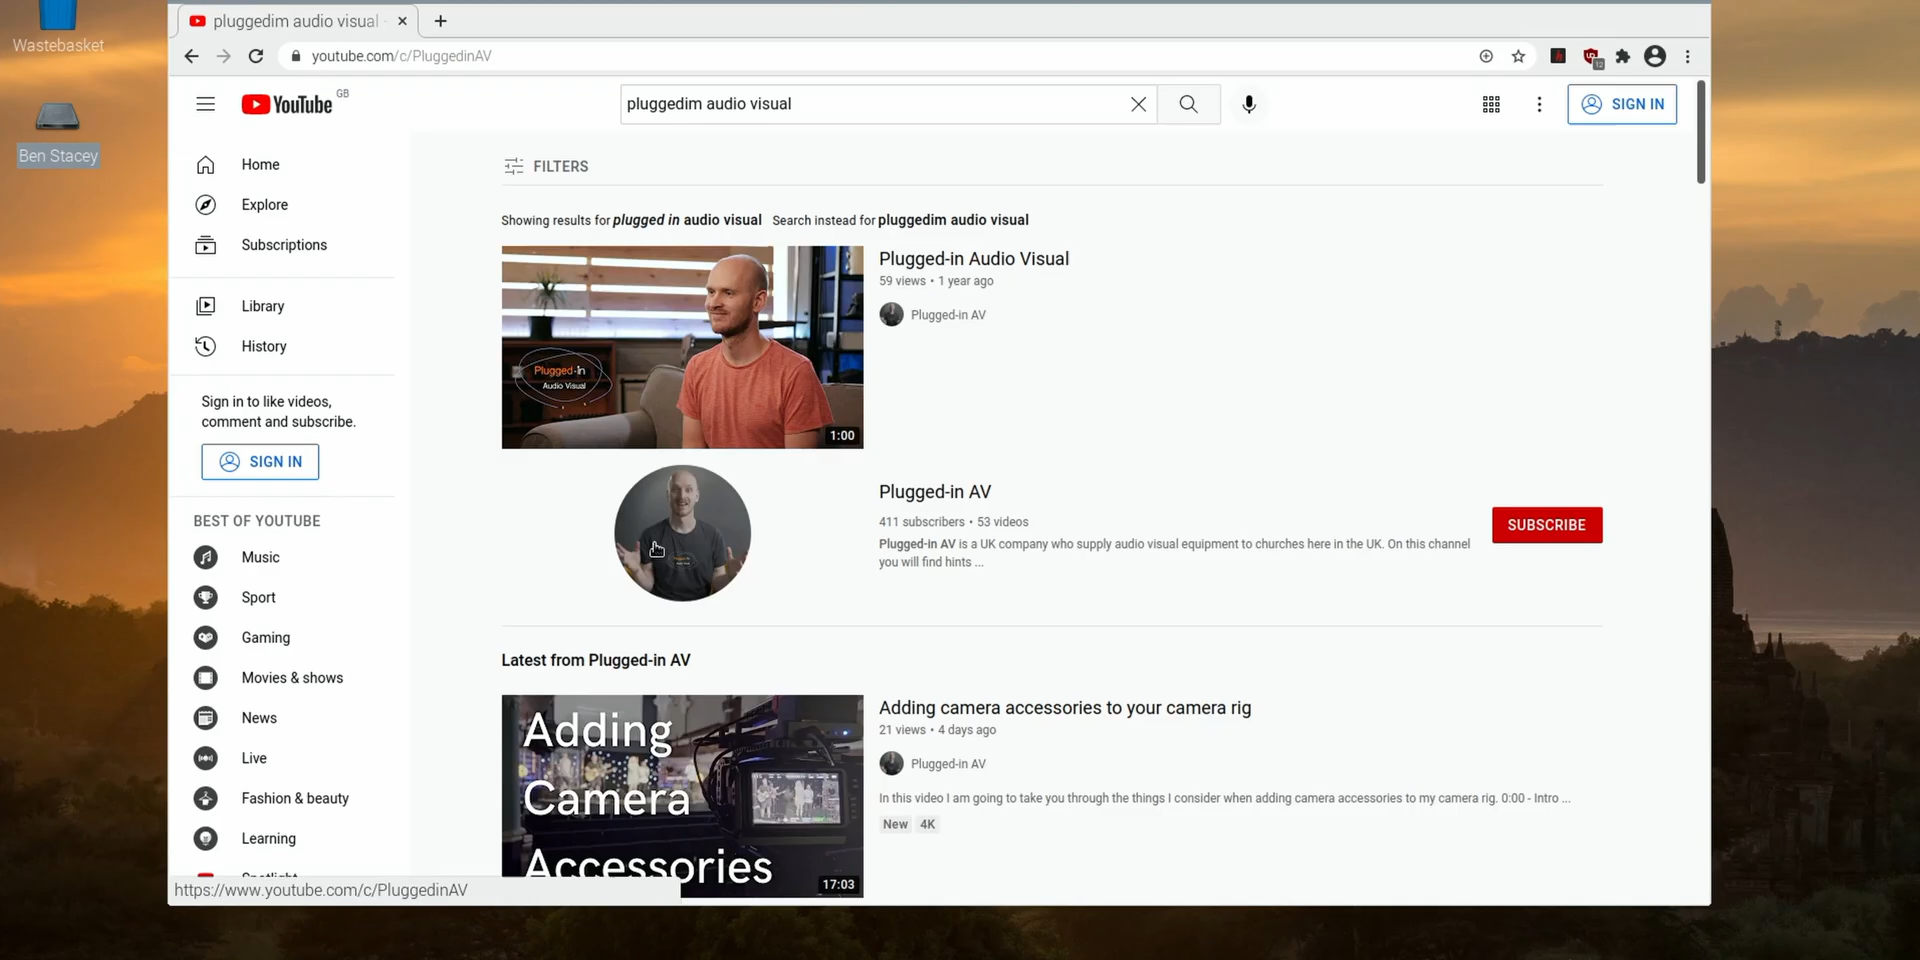 Wastebasket
Ben Stacey
pluggedim audio visual
youtube.com/c/PluggedinAV
12
YouTube GB
pluggedim audio visual
SIGN IN
Home
Explore
Subscriptions
Library
History
Sign in to like videos,
comment and subscribe.
SIGN IN
BEST OF YOUTUBE
Music
Sport
Gaming
Movies & shows
News
Live
Fashion & beauty
Learning
Spotlight
https://www.youtube.com/c/PluggedinAV
FILTERS
Showing results for plugged in audio visual Search instead for pluggedim audio visual
Plugged-in
Audio Visual
1:00
Plugged-in Audio Visual
59 views • 1 year ago
Plugged-in AV
Plugged-in AV
411 subscribers • 53 videos
Plugged-in AV is a UK company who supply audio visual equipment to churches here in the UK. On this channel
you will find hints ...
SUBSCRIBE
Latest from Plugged-in AV
Adding
Camera
Accessories
17:03
Adding camera accessories to your camera rig
21 views • 4 days ago
Plugged-in AV
In this video I am going to take you through the things I consider when adding camera accessories to my camera rig. 0:00 - Intro ...
New 4K